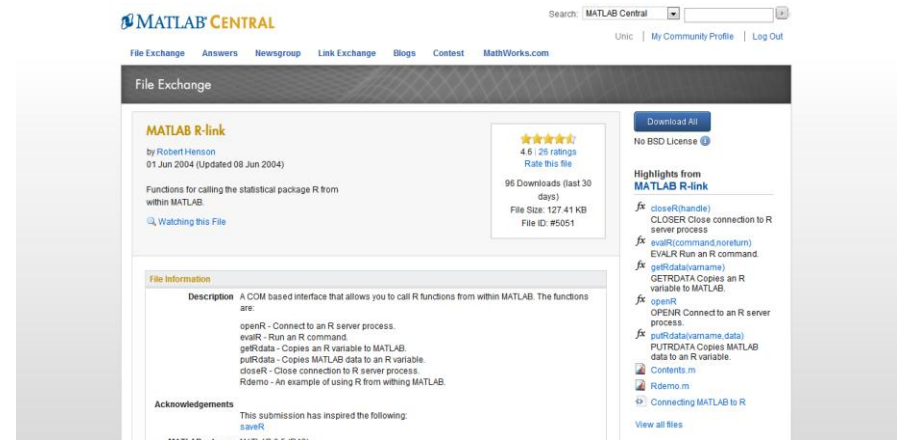 MATLAB CENTRAL
Search: MATLAB Central
Unic | My Community Profile | Log Out
File Exchange Answers Newsgroup Link Exchange Blogs Contest MathWorks.com
File Exchange
MATLAB R-link
by Robert Henson
01 Jun 2004 (Updated 08 Jun 2004)
Functions for calling the statistical package R from
within MATLAB.
Watching this File
4.6 | 26 ratings
Rate this file
96 Downloads (last 30
days)
File Size: 127.41 KB
File ID: #5051
Download All
No BSD License
Highlights from
MATLAB R-link
fx closeR(handle)
CLOSER Close connection to R
server process
fx evalR(command,noreturn)
EVALR Run an R command.
fx getRdata(varname)
GETRDATA Copies an R
variable to MATLAB.
fx openR
OPENR Connect to an R server
process.
fx putRdata(varname,data)
PUTRDATA Copies MATLAB
data to an R variable.
Contents.m
Rdemo.m
Connecting MATLAB to R
View all files
File Information
Description A COM based interface that allows you to call R functions from within MATLAB. The functions
are:
openR - Connect to an R server process.
evalR - Run an R command.
getRdata - Copies an R variable to MATLAB.
putRdata - Copies MATLAB data to an R variable.
closeR - Close connection to R server process.
Rdemo - An example of using R from withing MATLAB.
Acknowledgements
This submission has inspired the following:
saveR